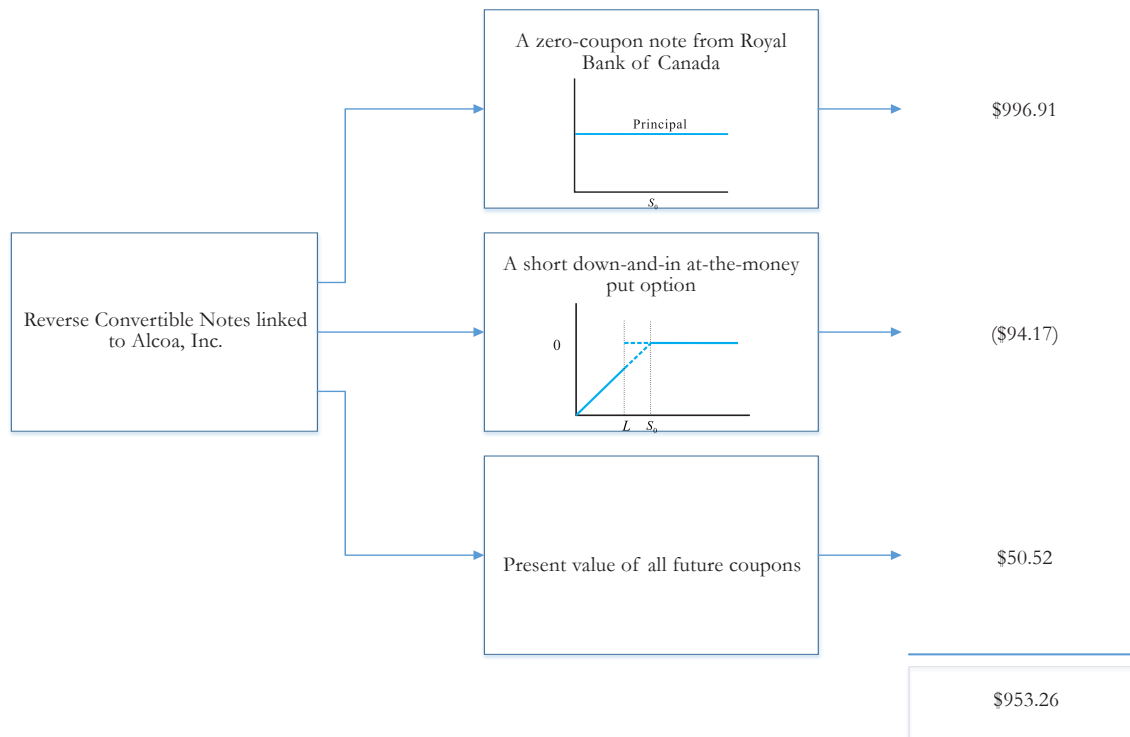 A zero-coupon note from Royal
Bank of Canada
Principal
S₀
$996.91
Reverse Convertible Notes linked
to Alcoa, Inc.
A short down-and-in at-the-money
put option
0
L S₀
($94.17)
Present value of all future coupons
$50.52
$953.26